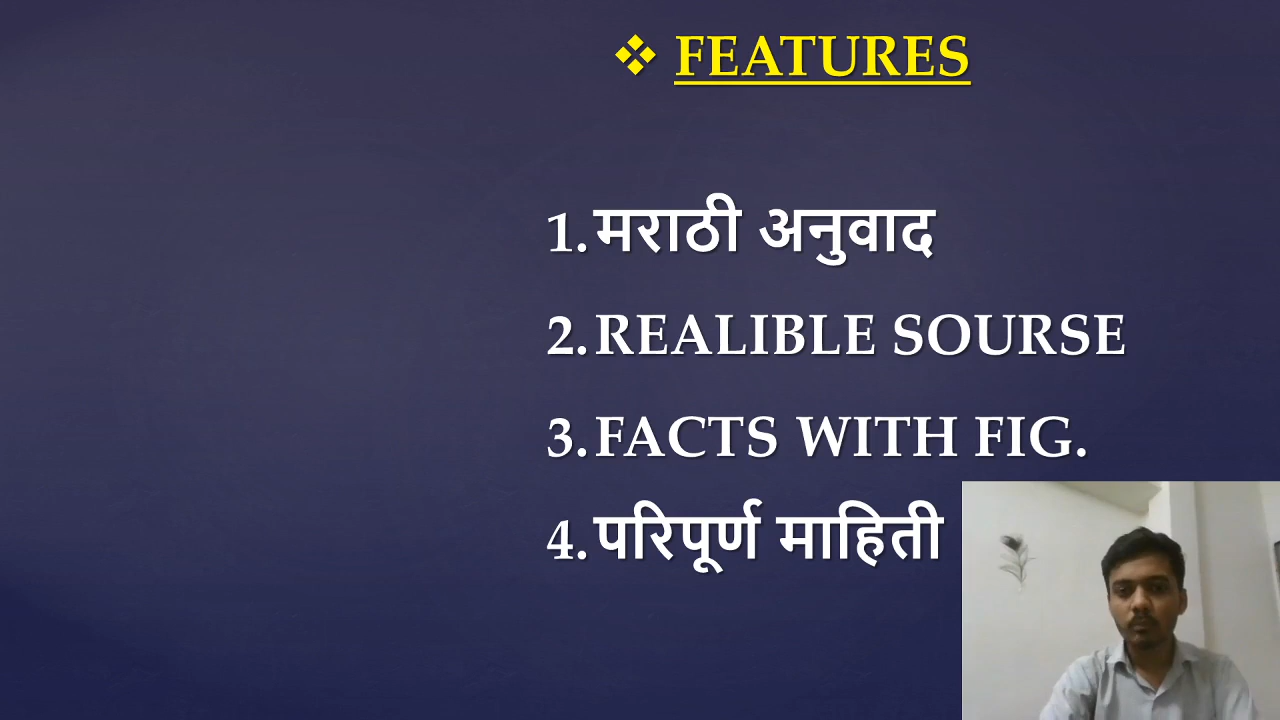 ❖ FEATURES
1. मराठी अनुवाद
2. REALIBLE SOURSE
3. FACTS WITH FIG.
4. परिपूर्ण माहिती